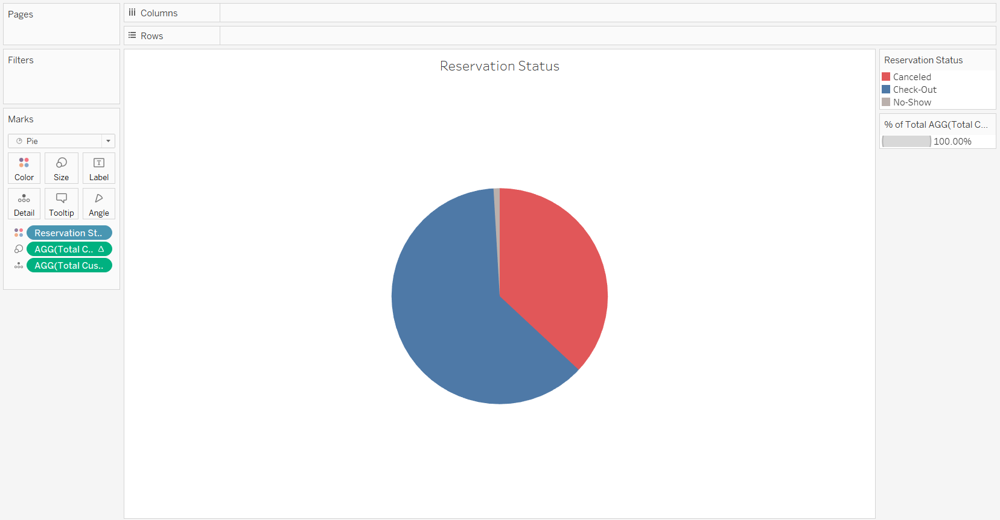 Pages
Columns
Rows
Filters
Marks
Pie
Color
Size
T
Label
Detail
Tooltip
Angle
Reservation St..
AGG(Total C.. Δ
AGG(Total Cus..
Reservation Status
Reservation Status
Canceled
Check-Out
No-Show
% of Total AGG(Total C...
100.00%